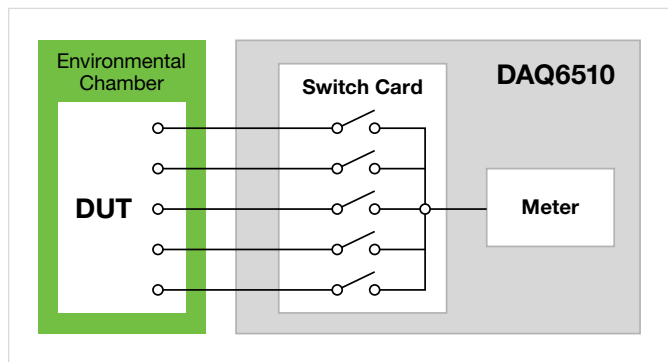 Environmental
Chamber
DUT
Switch Card
DAQ6510
Meter